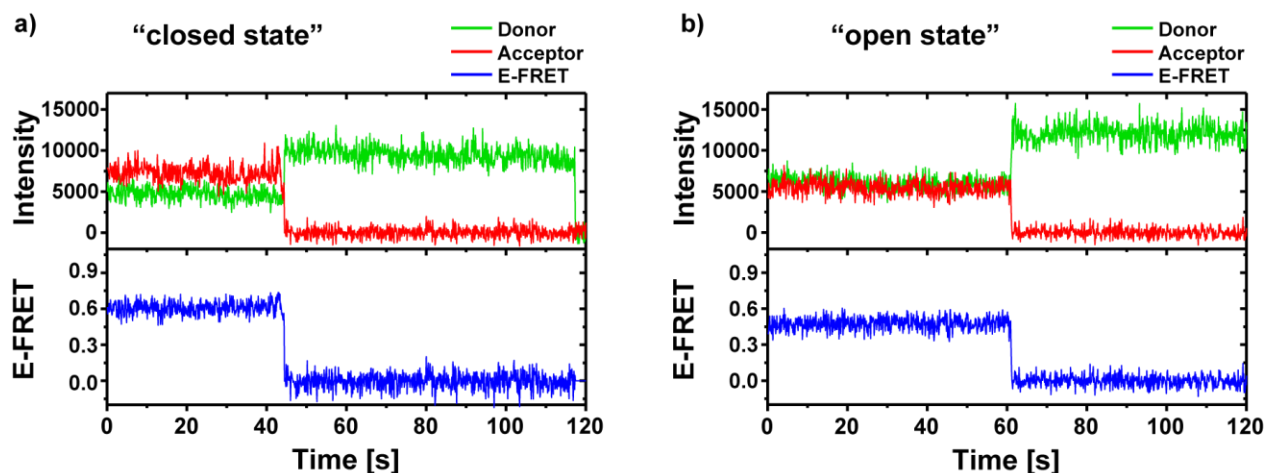 a)
“closed state”
Donor
Acceptor
E-FRET
Intensity
15000
10000
5000
0
E-FRET
0.9
0.6
0.3
0.0
0 20 40 60 80 100 120
Time [s]
b)
“open state”
Donor
Acceptor
E-FRET
Intensity
15000
10000
5000
0
E-FRET
0.9
0.6
0.3
0.0
0 20 40 60 80 100 120
Time [s]